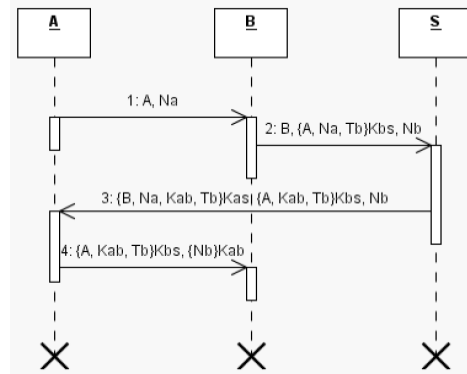 A
B
S
1: A, Na
2: B, {A, Na, Tb}Kbs, Nb
3: {B, Na, Kab, Tb}Kas, {A, Kab, Tb}Kbs, Nb
4: {A, Kab, Tb}Kbs, {Nb}Kab